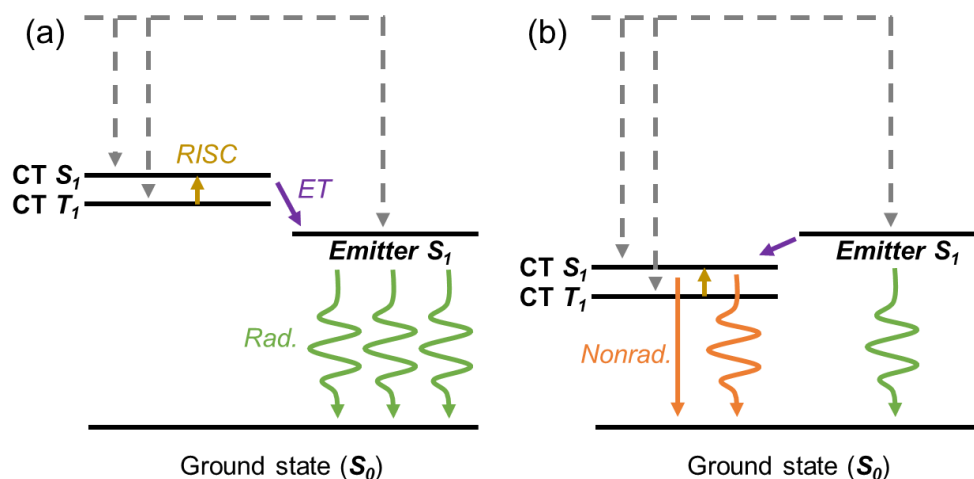 (a)
RISC
CT S1
ET
CT T1
Emitter S1
Rad.
Ground state (S0)
(b)
Emitter S1
CT S1
CT T1
Nonrad.
Ground state (S0)